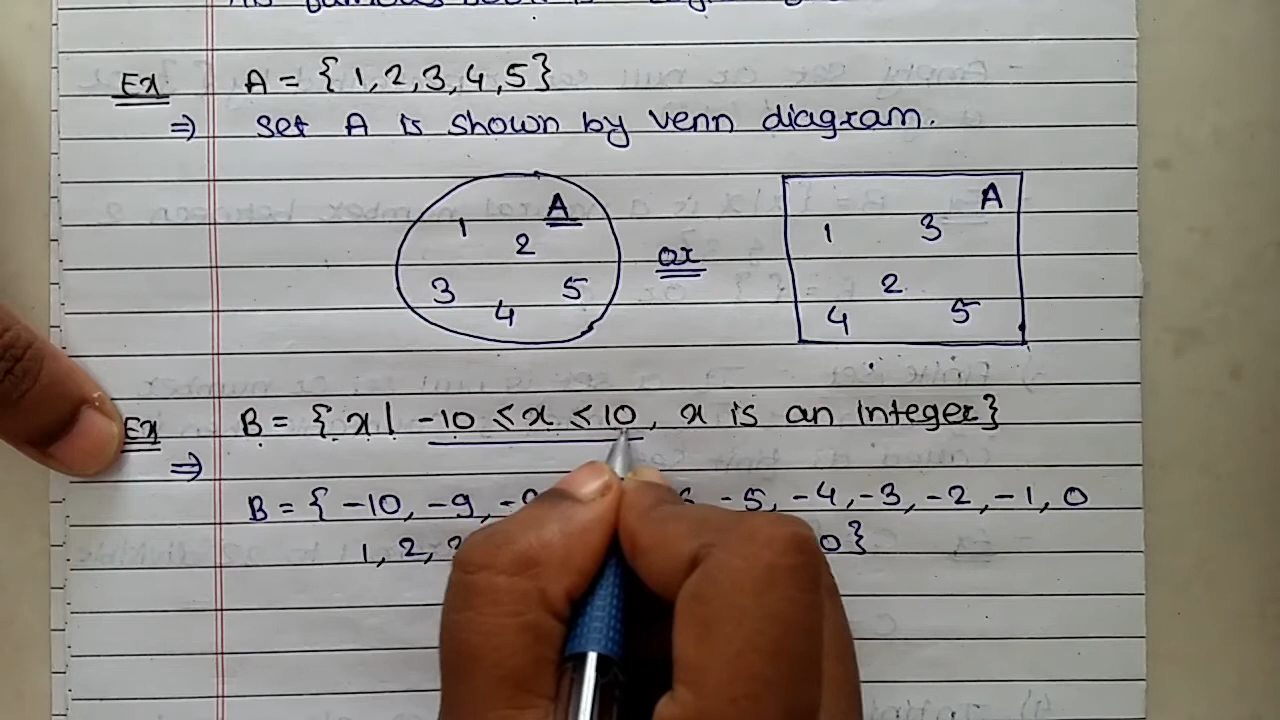 Ex A = { 1, 2, 3, 4, 5}
⇒ Set A is shown by venn diagram.
A
1
2
3
5
4
or
A
1 3
2
4 5
Ex B = { x | -10 ≤ x ≤ 10, x is an Integer}
⇒
B = { -10, -9, -5, -4, -3, -2, -1, 0
1, 2, 0}